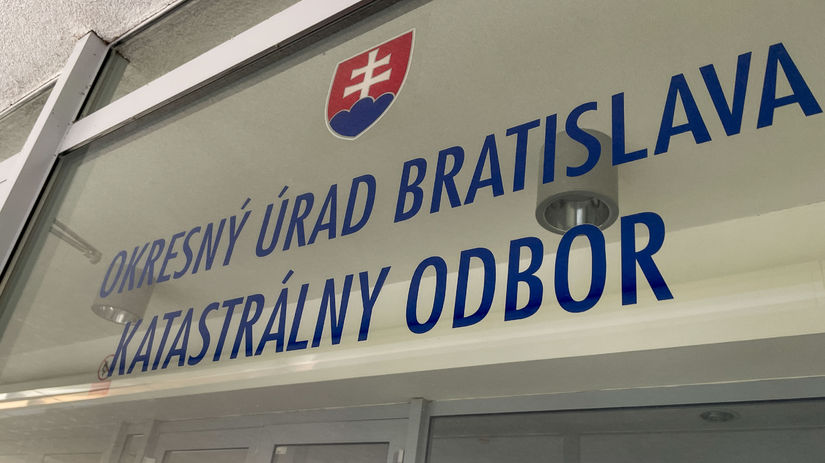 OKRESNÝ ÚRAD BRATISLAVA
KATASTRÁLNY ODBOR